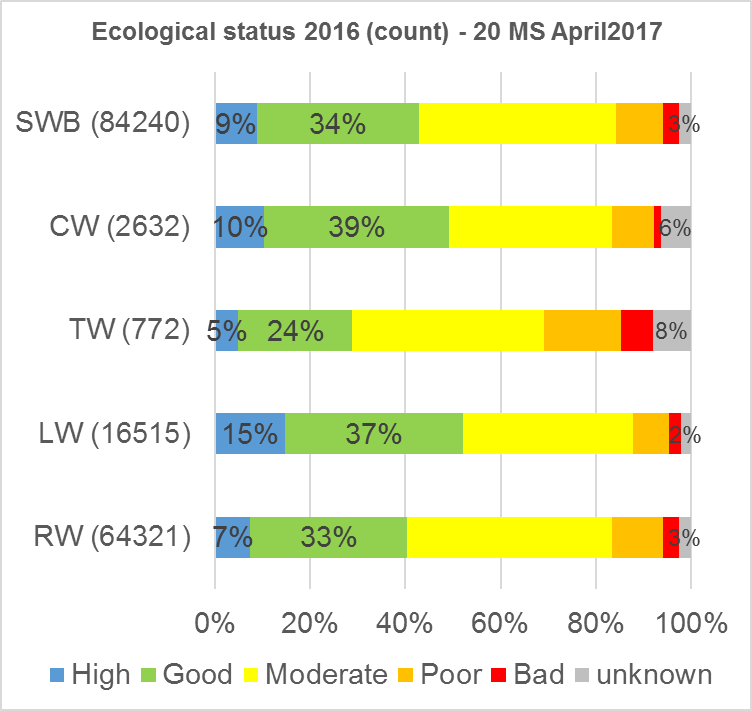 Ecological status 2016 (count) - 20 MS April2017
SWB (84240) 9% 34% 3%
CW (2632) 10% 39% 6%
TW (772) 5% 24% 8%
LW (16515) 15% 37% 2%
RW (64321) 7% 33% 3%
0% 20% 40% 60% 80% 100%
High Good Moderate Poor Bad unknown